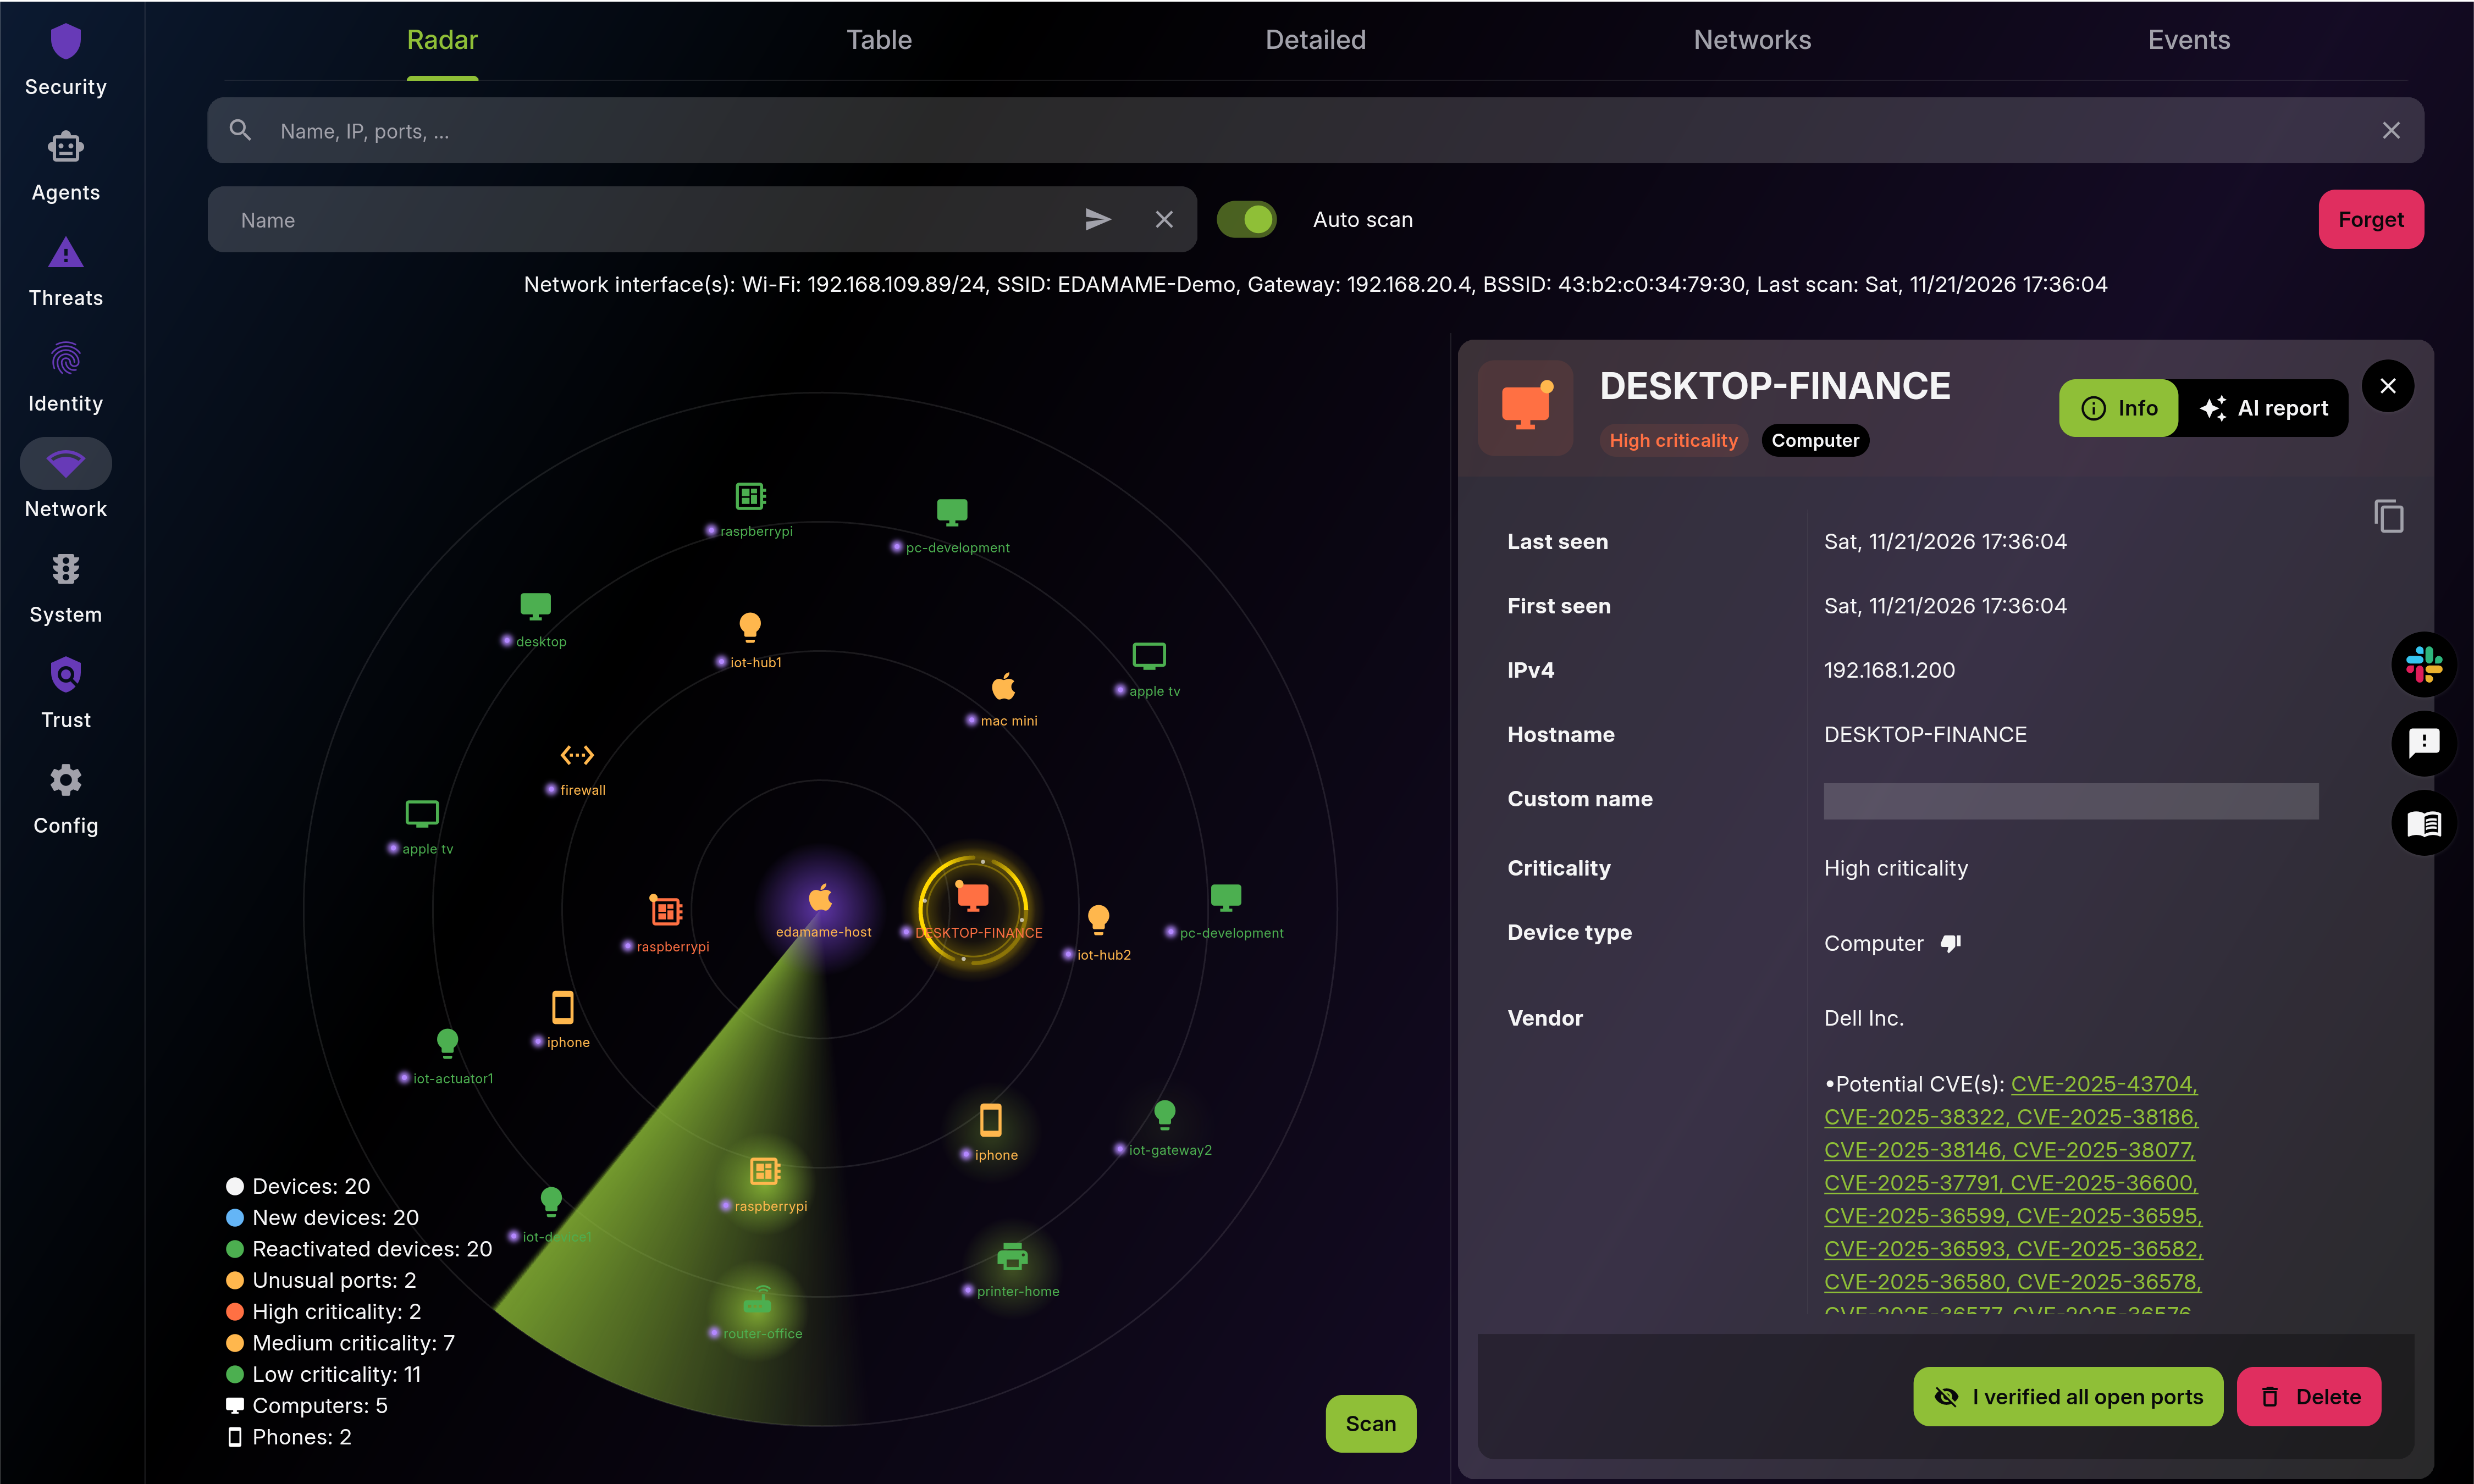 Security
Agents
Threats
Identity
Network
System
Trust
Config
Radar
Table
Detailed
Networks
Events
Name, IP, ports, ...
Name
Auto scan
Forget
Network interface(s): Wi-Fi: 192.168.109.89/24, SSID: EDAMAME-Demo, Gateway: 192.168.20.4, BSSID: 43:b2:c0:34:79:30, Last scan: Sat, 11/21/2026 17:36:04
raspberrypi
pc-development
desktop
iot-hub1
apple tv
mac mini
firewall
apple tv
edamame-host
DESKTOP-FINANCE
pc-development
raspberrypi
iot-hub2
iphone
iot-actuator1
iphone
iot-gateway2
raspberrypi
iot-device1
printer-home
router-office
Devices: 20
New devices: 20
Reactivated devices: 20
Unusual ports: 2
High criticality: 2
Medium criticality: 7
Low criticality: 11
Computers: 5
Phones: 2
Scan
DESKTOP-FINANCE
High criticality
Computer
Info
AI report
Last seen
Sat, 11/21/2026 17:36:04
First seen
Sat, 11/21/2026 17:36:04
IPv4
192.168.1.200
Hostname
DESKTOP-FINANCE
Custom name
Criticality
High criticality
Device type
Computer
Vendor
Dell Inc.
•Potential CVE(s): CVE-2025-43704,
CVE-2025-38322, CVE-2025-38186,
CVE-2025-38146, CVE-2025-38077,
CVE-2025-37791, CVE-2025-36600,
CVE-2025-36599, CVE-2025-36595,
CVE-2025-36593, CVE-2025-36582,
CVE-2025-36580, CVE-2025-36578,
CVE-2025-36577, CVE-2025-36576
I verified all open ports
Delete